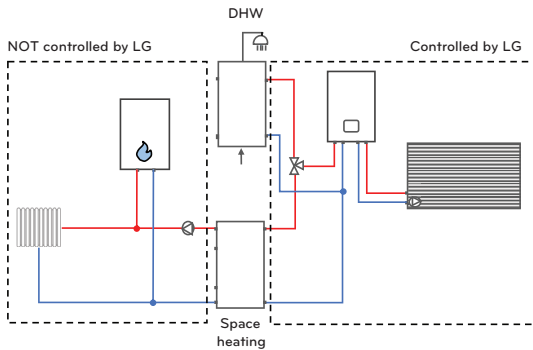 DHW
NOT controlled by LG
Controlled by LG
Space
heating